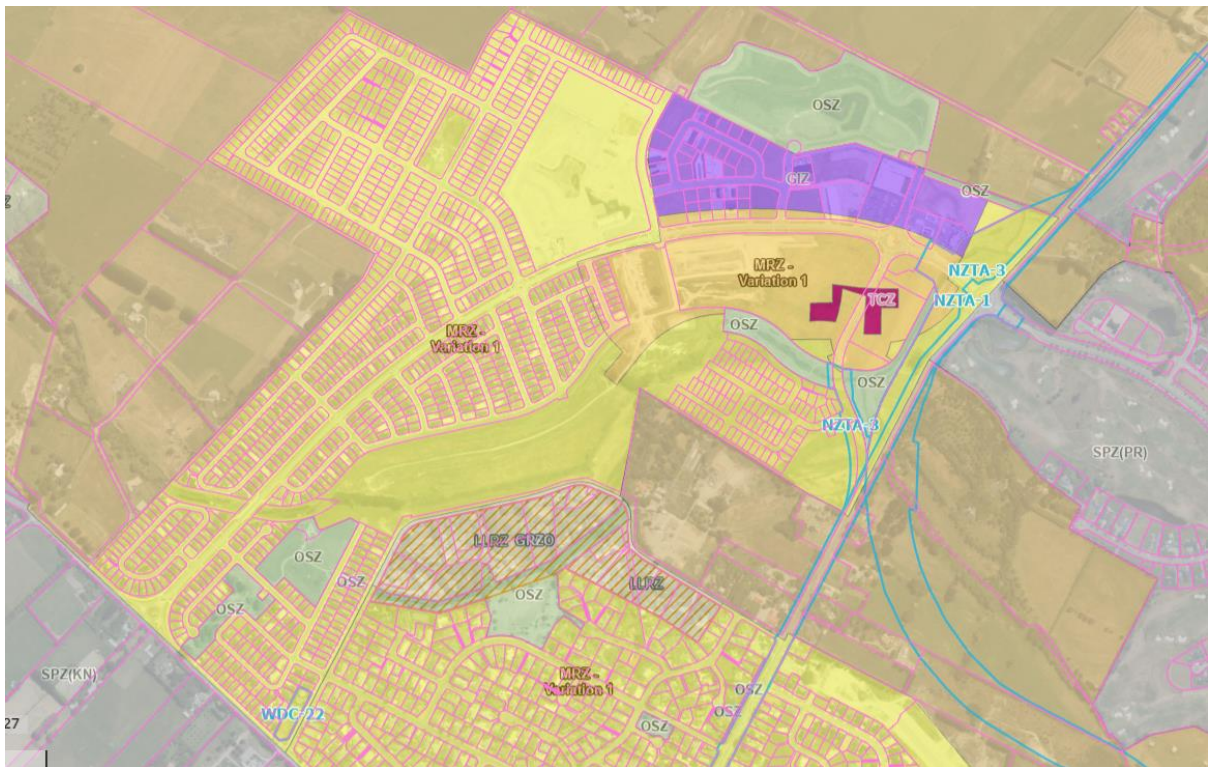 OSZ
GIZ
OSZ
NZTA-3
MRZ -
Variation 1
NZTA-1
TCZ
OSZ
MRZ -
Variation 1
OSZ
NZTA-3
SPZ(PR)
LLRZ GRZO
OSZ
OSZ
LLRZ
OSZ
OSZ
SPZ(KN)
MRZ -
Variation 1
OSZ
WDC-22
OSZ
27
OSZ